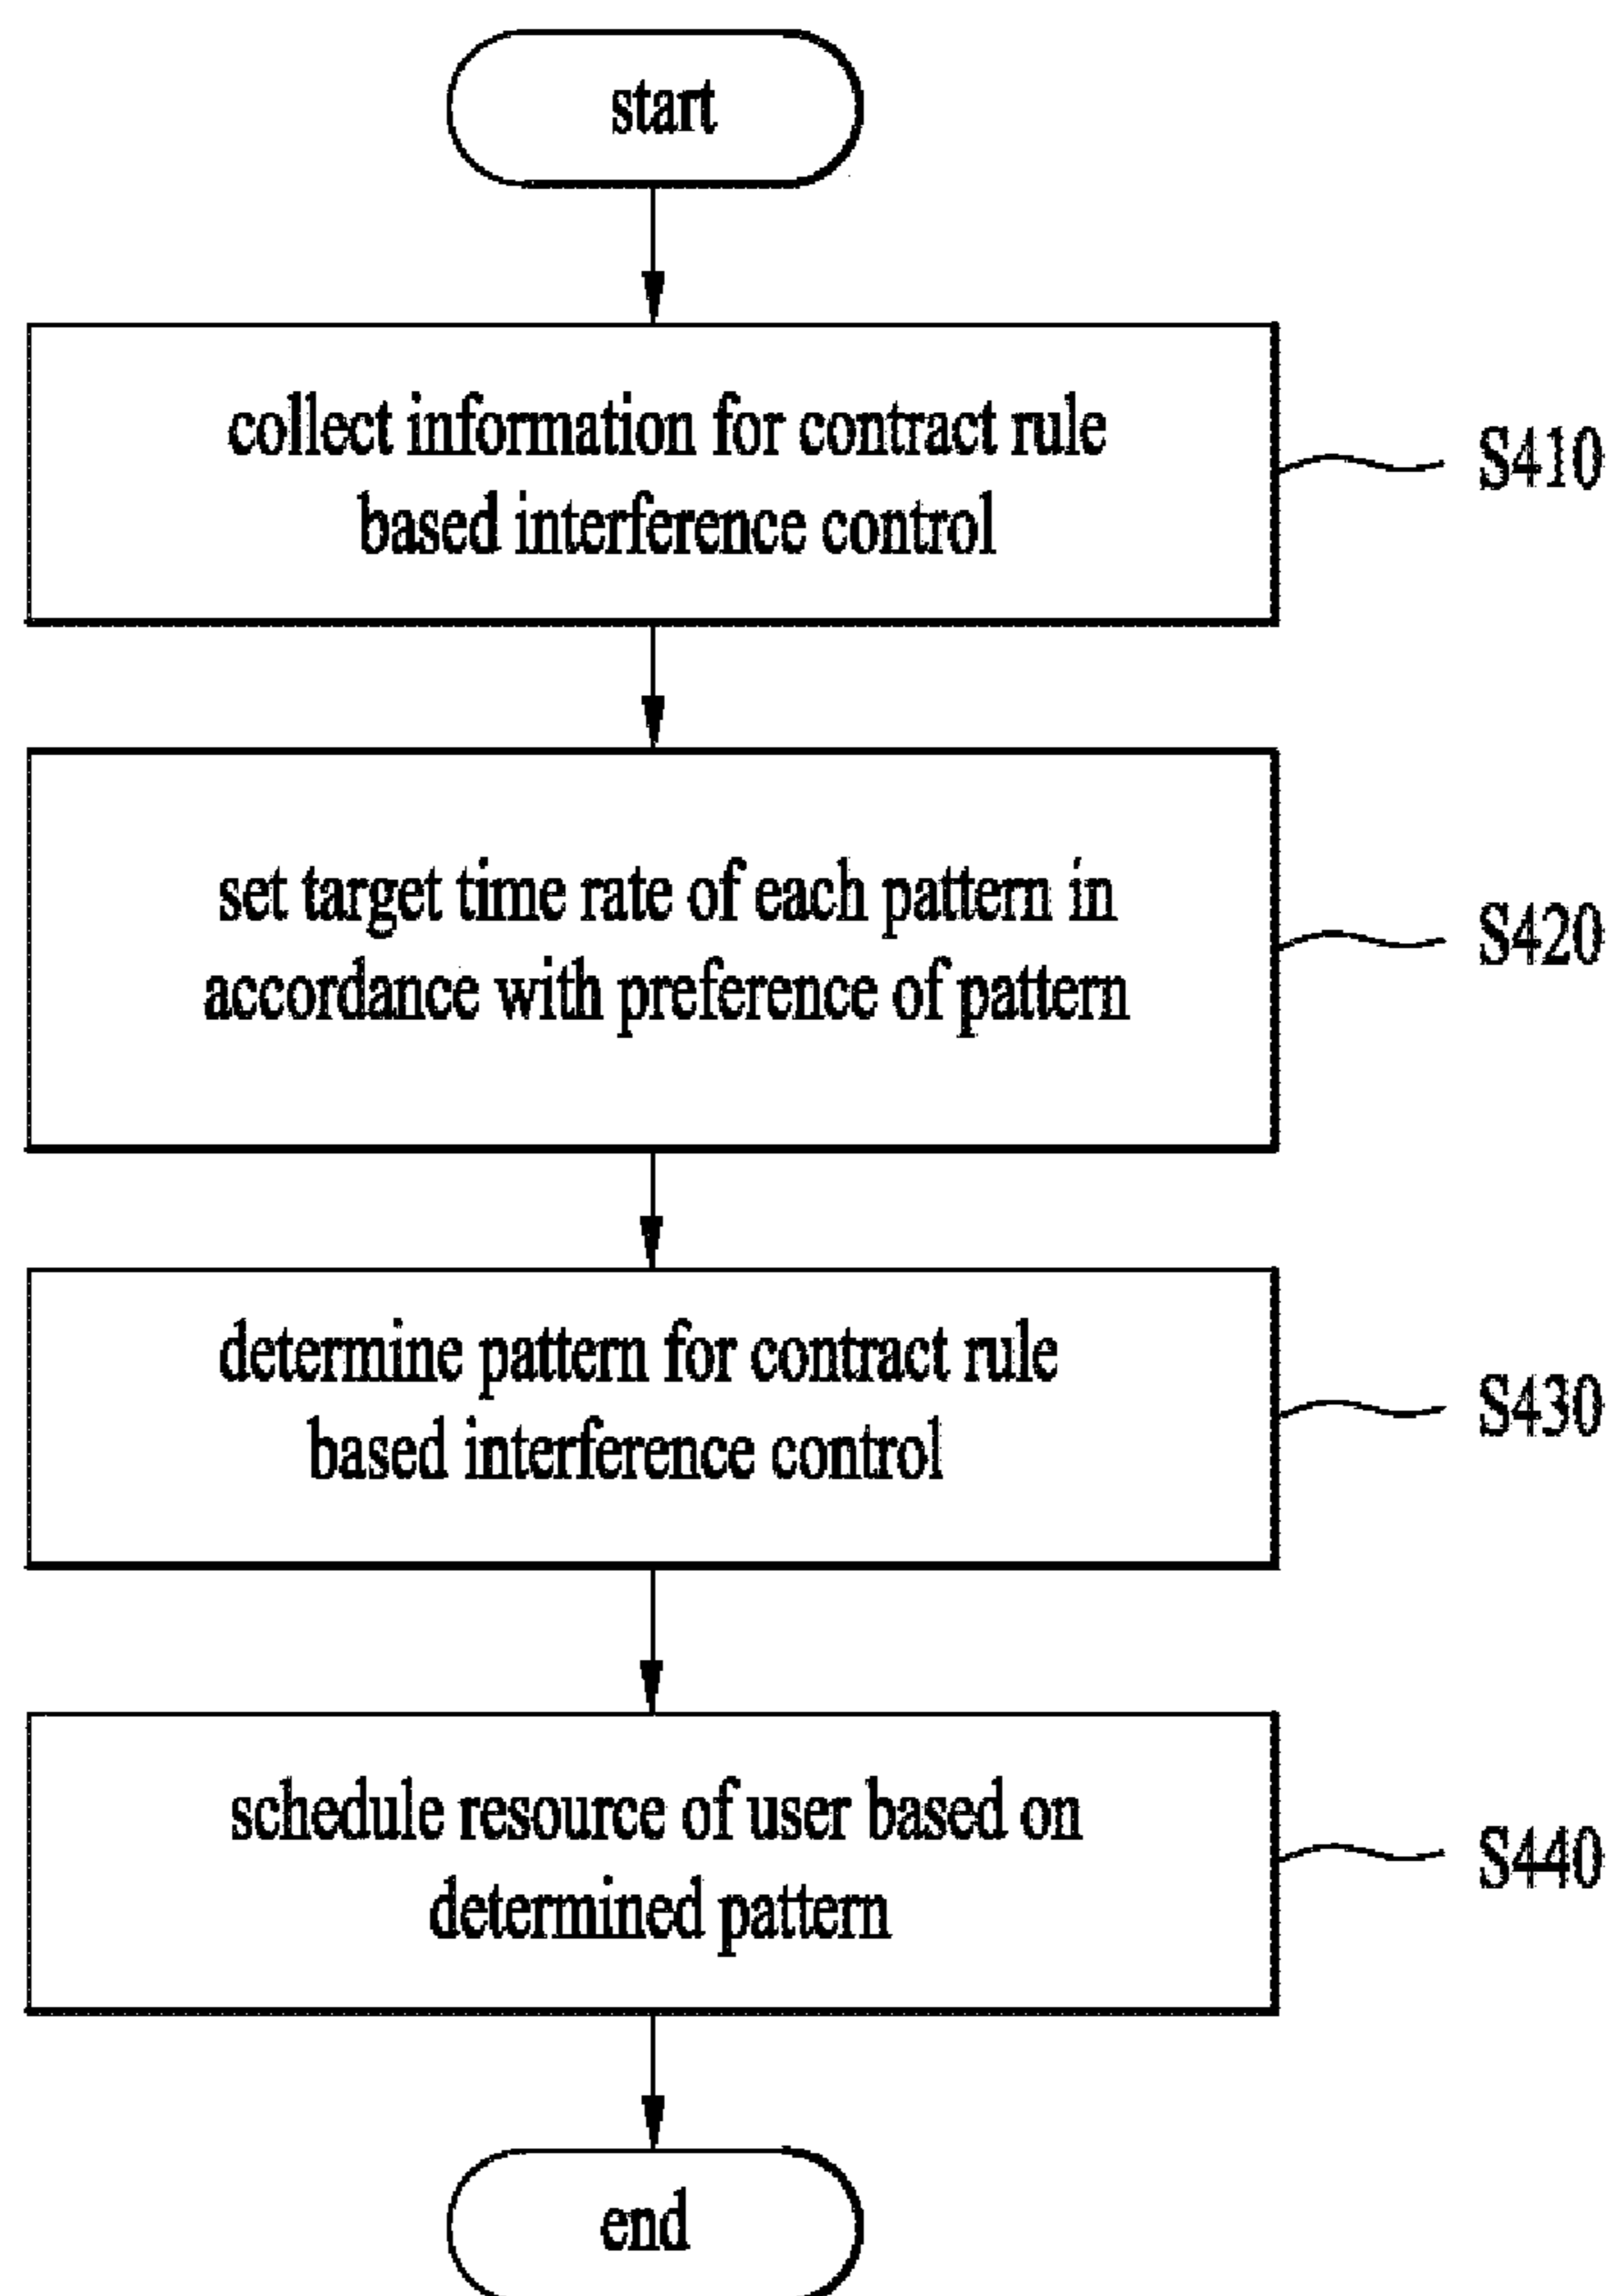 start
collect information for contract rule
based interference control
S410
set target time rate of each pattern in
accordance with preference of pattern
S420
determine pattern for contract rule
based interference control
S430
schedule resource of user based on
determined pattern
S440
end